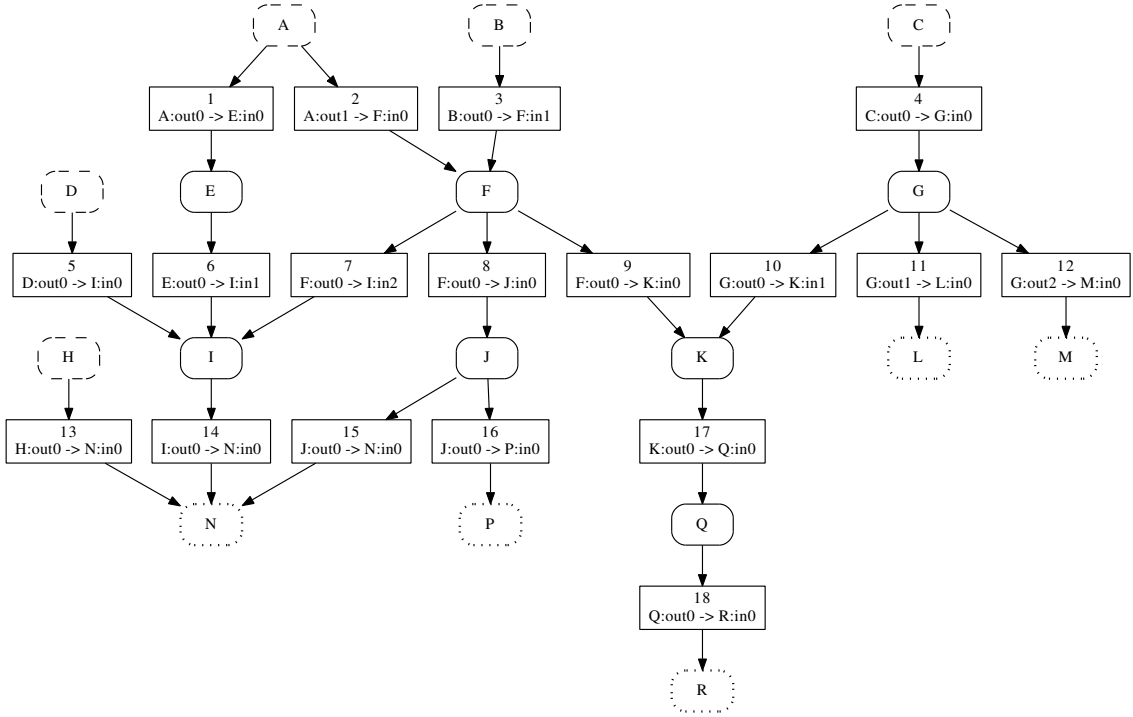 A
B
C
1
A:out0 -> E:in0
2
A:out1 -> F:in0
3
B:out0 -> F:in1
4
C:out0 -> G:in0
D
E
F
G
5
D:out0 -> I:in0
6
E:out0 -> I:in1
7
F:out0 -> I:in2
8
F:out0 -> J:in0
9
F:out0 -> K:in0
10
G:out0 -> K:in1
11
G:out1 -> L:in0
12
G:out2 -> M:in0
H
I
J
K
L
M
13
H:out0 -> N:in0
14
I:out0 -> N:in0
15
J:out0 -> N:in0
16
J:out0 -> P:in0
17
K:out0 -> Q:in0
N
P
Q
18
Q:out0 -> R:in0
R